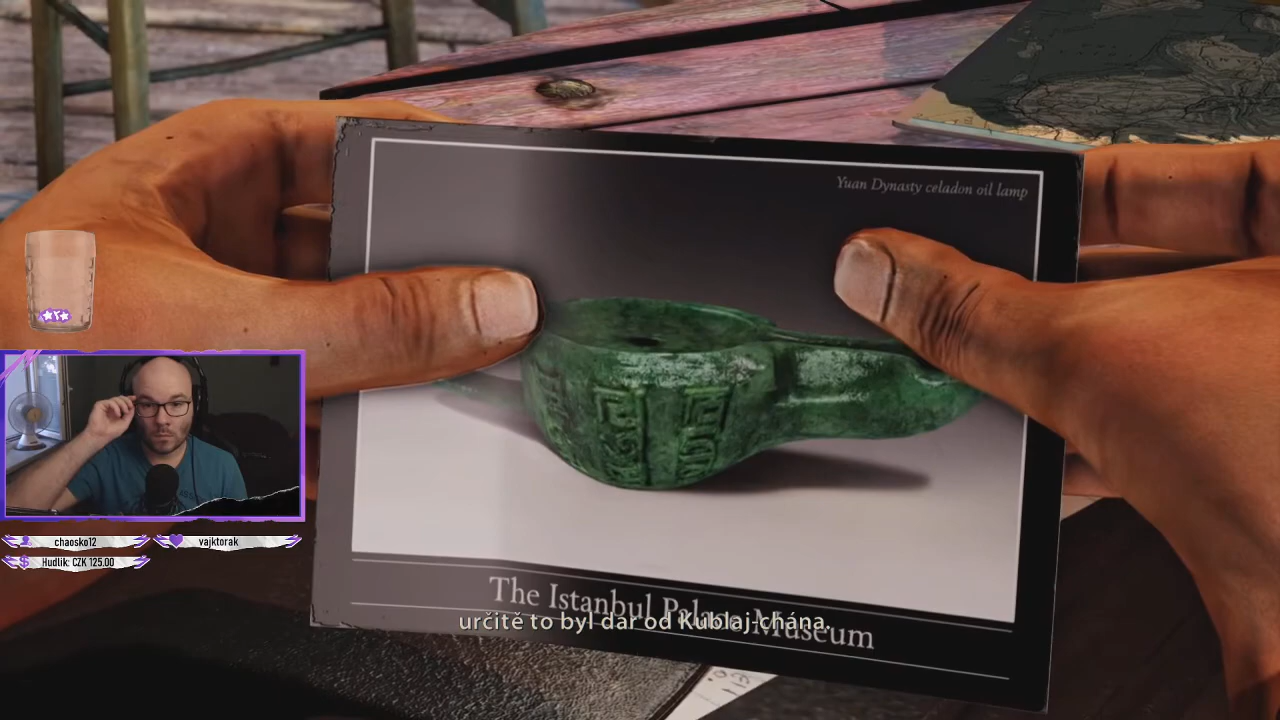 Yuan Dynasty celadon oil lamp
The Istanbul Palace Museum
určitě to byl dar od Kublaj-chána.
chaosko12
vajktorak
Hudlik: CZK 125.00